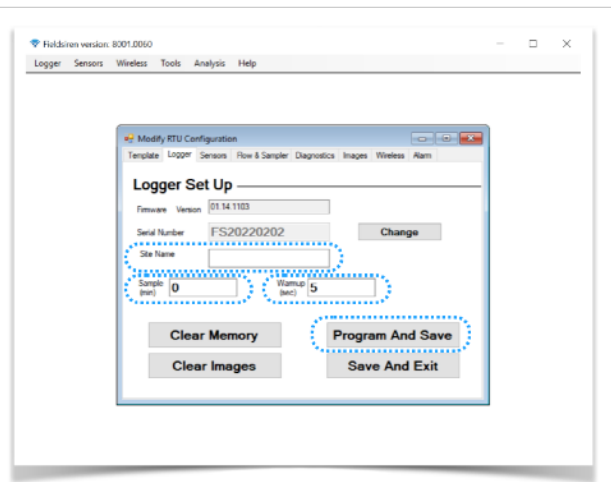 Fieldsiren version: 8001.0060
Logger Sensors Wireless Tools Analysis Help
Modify RTU Configuration
Template Logger Sensors Flow & Sampler Diagnostics Images Wireless Alarm
Logger Set Up
Firmware Version 01.14.1103
Serial Number FS20220202 Change
Site Name
Sample (min) 0 Warmup (sec) 5
Clear Memory Program And Save
Clear Images Save And Exit